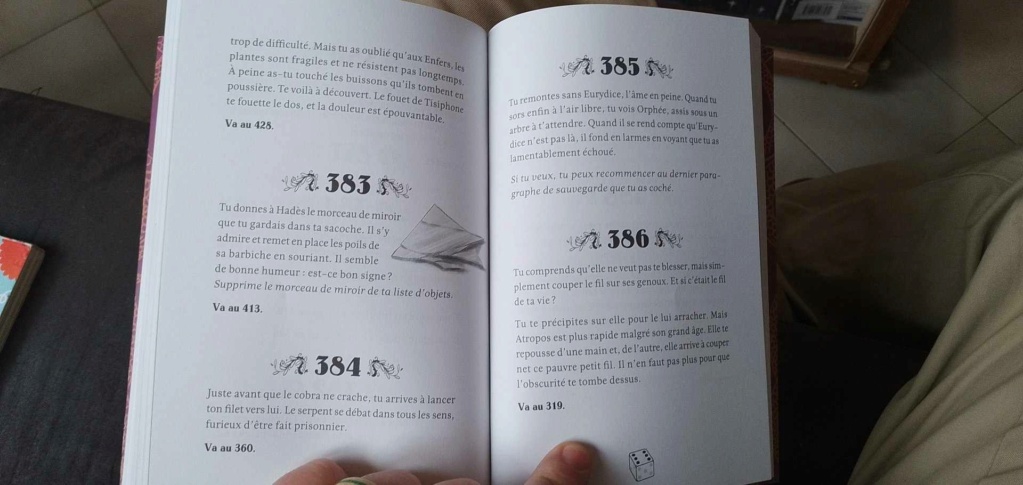 trop de difficulté. Mais tu as oublié qu'aux Enfers, les
plantes sont fragiles et ne résistent pas longtemps.
À peine as-tu touché les buissons qu'ils tombent en
poussière. Te voilà à découvert. Le fouet de Tisiphone
te fouette le dos, et la douleur est épouvantable.
Va au 428.
383
Tu donnes à Hadès le morceau de miroir
que tu gardais dans ta sacoche. Il s'y
admire et remet en place les poils de
sa barbiche en souriant. Il semble
de bonne humeur : est-ce bon signe ?
Supprime le morceau de miroir de ta liste d'objets.
Va au 413.
384
Juste avant que le cobra ne crache, tu arrives à lancer
ton filet vers lui. Le serpent se débat dans tous les sens,
furieux d'être fait prisonnier.
Va au 360.
385
Tu remontes sans Eurydice, l'âme en peine. Quand tu
sors enfin à l'air libre, tu vois Orphée, assis sous un
arbre à t'attendre. Quand il se rend compte qu'Eury-
dice n'est pas là, il fond en larmes en voyant que tu as
lamentablement échoué.
Si tu veux, tu peux recommencer au dernier para-
graphe de sauvegarde que tu as coché.
386
Tu comprends qu'elle ne veut pas te blesser, mais sim-
plement couper le fil sur ses genoux. Et si c'était le fil
de ta vie ?
Tu te précipites sur elle pour le lui arracher. Mais
Atropos est plus rapide malgré son grand âge. Elle te
repousse d'une main et, de l'autre, elle arrive à couper
net ce pauvre petit fil. Il n'en faut pas plus pour que
l'obscurité te tombe dessus.
Va au 319.